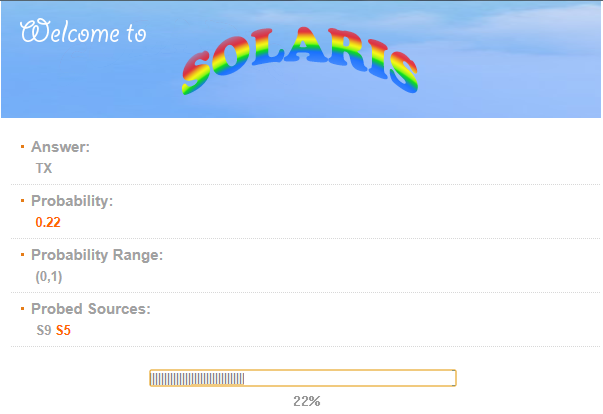 Welcome to
SOLARIS
Answer:
TX
Probability:
0.22
Probability Range:
(0,1)
Probed Sources:
S9 S5
22%